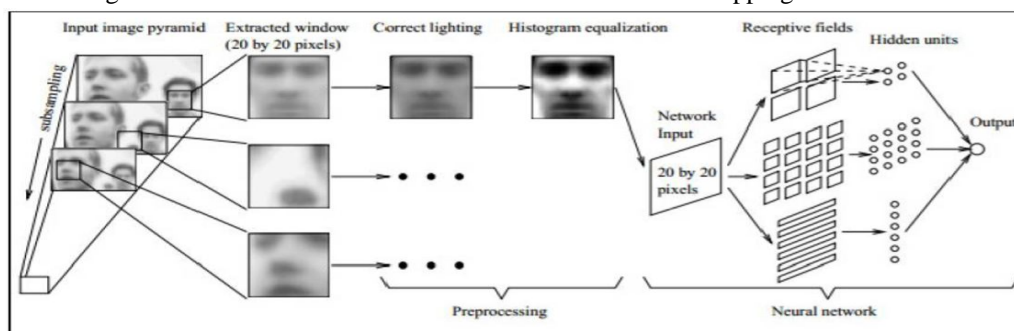 Input image pyramid
Extracted window
(20 by 20 pixels)
Correct lighting
Histogram equalization
Receptive fields
Hidden units
subsampling
Network
Input
Output
20 by 20
pixels
Preprocessing
Neural network